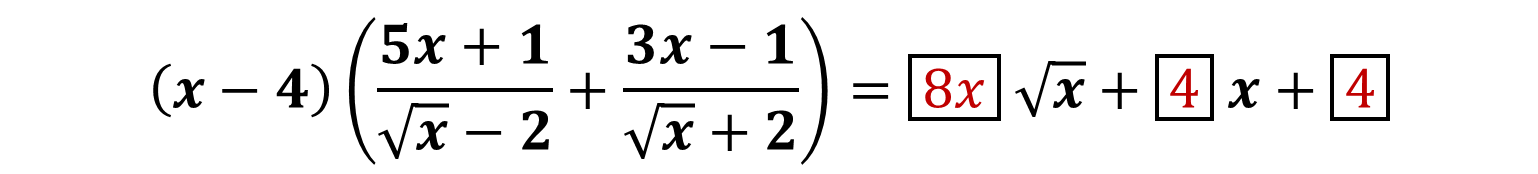 (x − 4) ( (5x + 1)/(√x − 2) + (3x − 1)/(√x + 2) ) = 8x √x + 4 x + 4